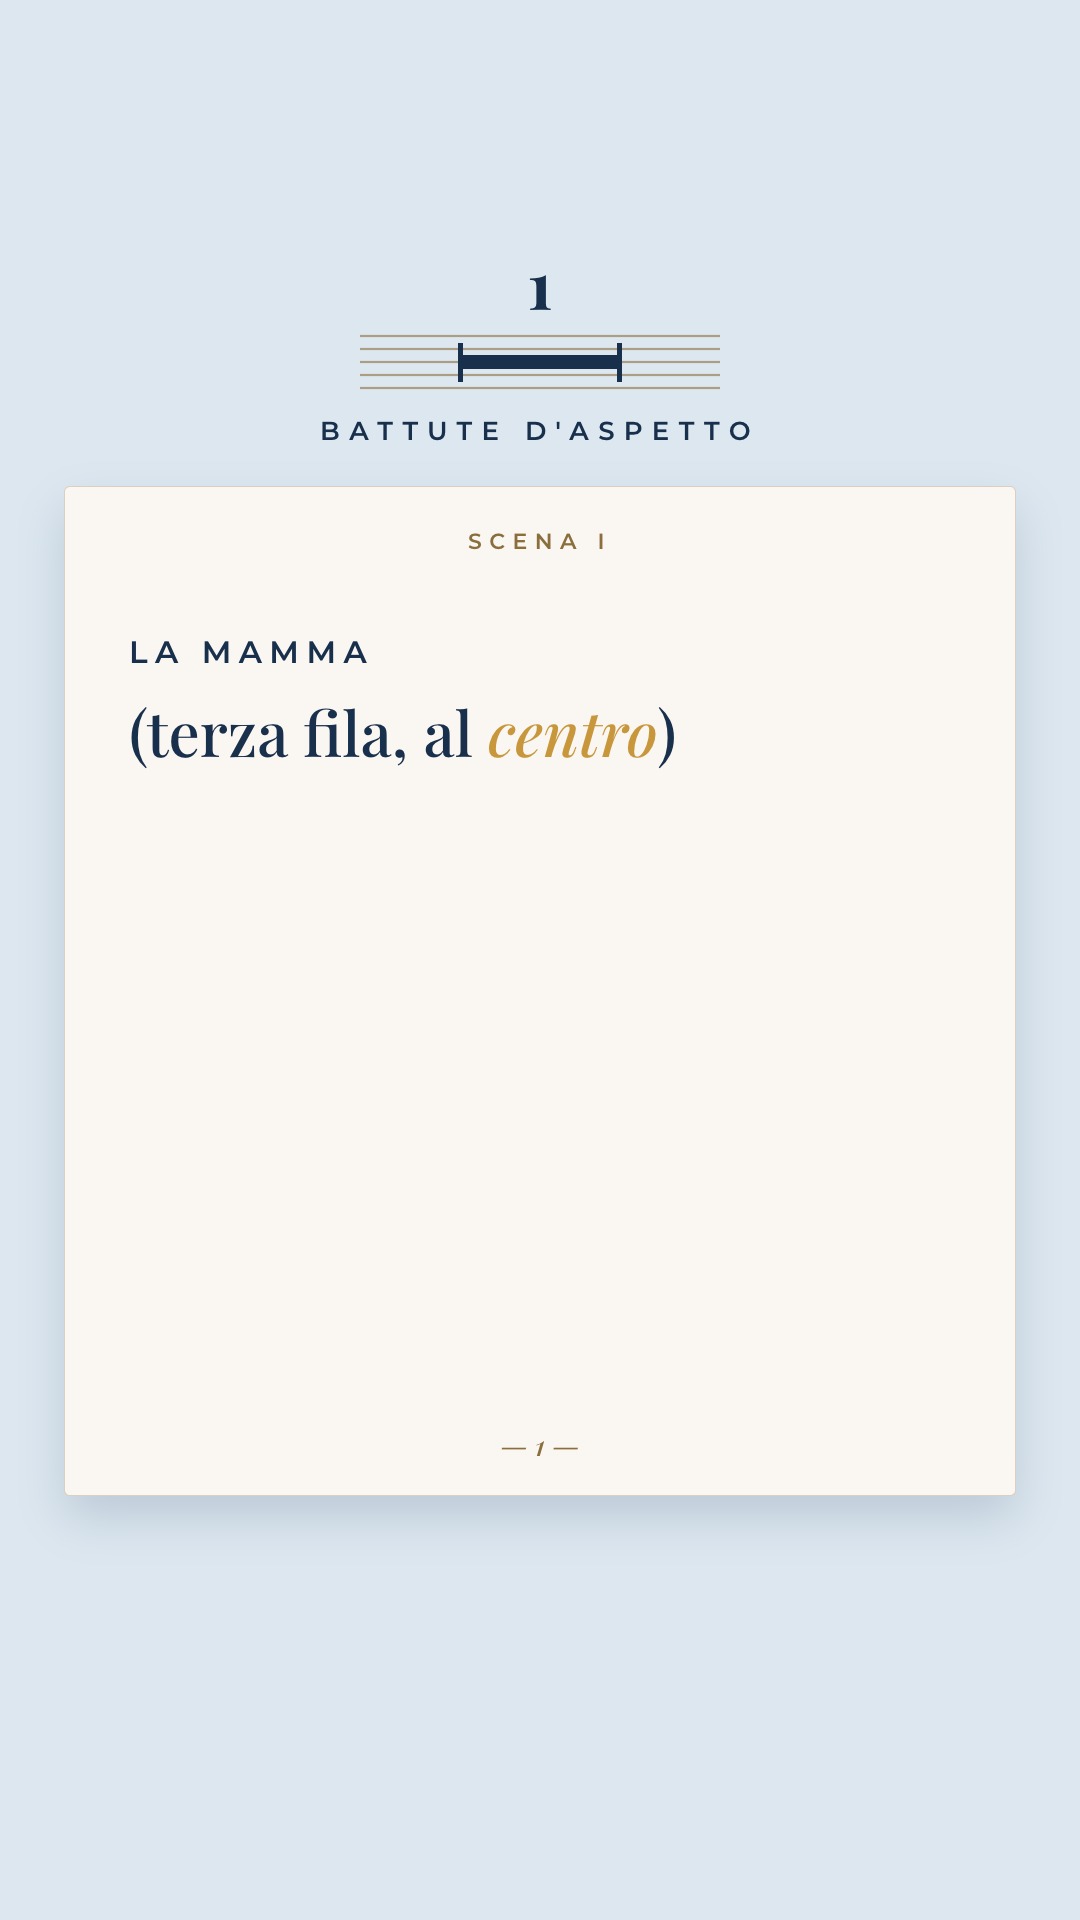 1
BATTUTE D'ASPETTO
SCENA I
LA MAMMA
(terza fila, al centro)
— 1 —